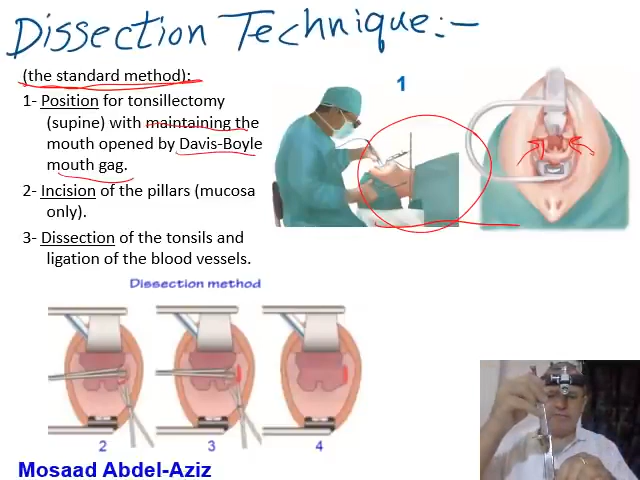 Dissection Technique:-
(the standard method):
1- Position for tonsillectomy
(supine) with maintaining the
mouth opened by Davis-Boyle
mouth gag.
2- Incision of the pillars (mucosa
only).
3- Dissection of the tonsils and
ligation of the blood vessels.
1
Dissection method
2 3 4
Mosaad Abdel-Aziz